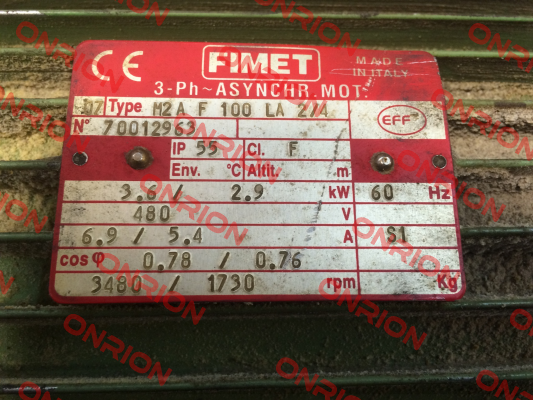 CE FIMET MADE IN ITALY
3-Ph~ASYNCHR.MOT.
07 Type M2A F 100 LA 2/4
N° 70012963 EFF
IP 55 Cl. F
Env. °C Altit. m
3.6/ 2.9 kW 60 Hz
480 V
6.9 / 5.4 A S1
cosφ 0.78 / 0.76
3480 / 1730 rpm Kg
ONRION